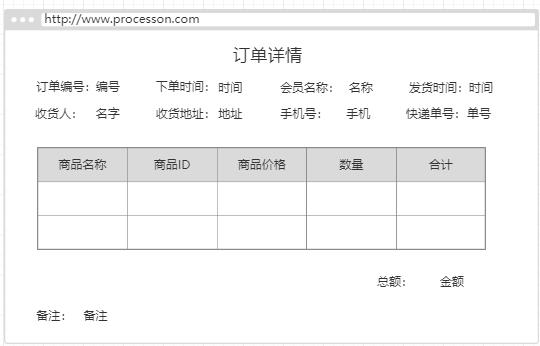 http://www.processon.com
订单详情
订单编号：编号 下单时间：时间 会员名称： 名称 发货时间：时间
收货人： 名字 收货地址：地址 手机号： 手机 快递单号：单号
商品名称 商品ID 商品价格 数量 合计
总额： 金额
备注： 备注